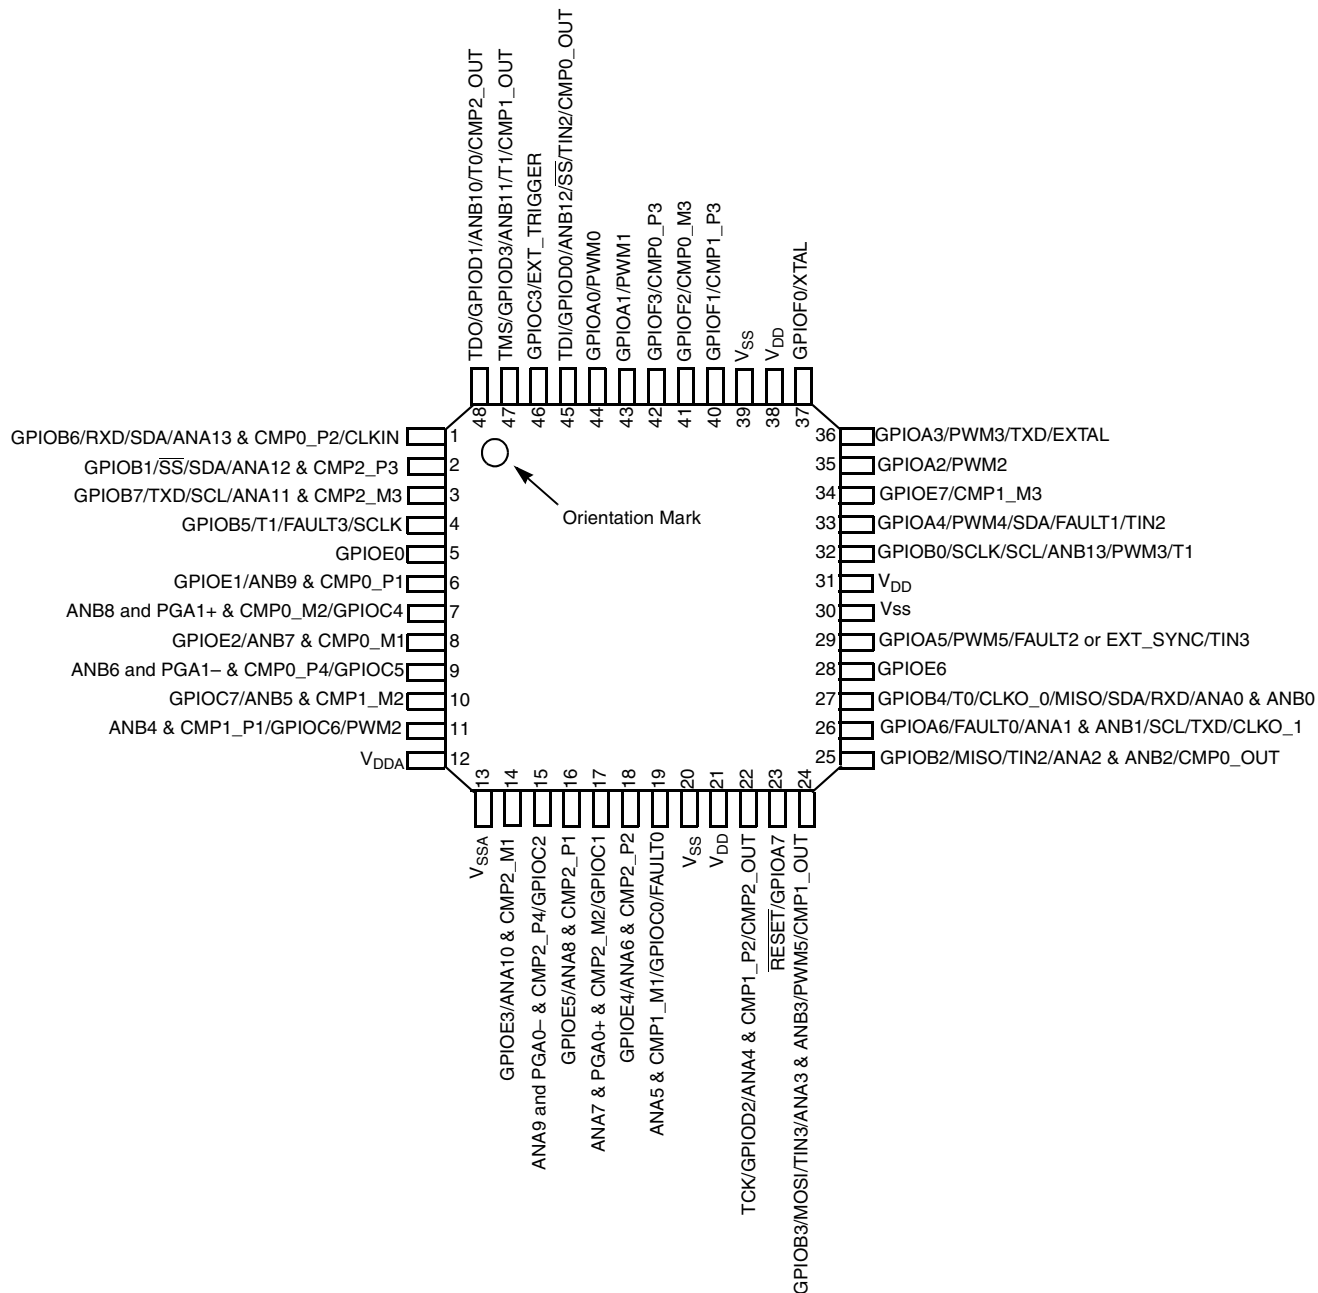 TDO/GPIOD1/ANB10/T0/CMP2_OUT
TMS/GPIOD3/ANB11/T1/CMP1_OUT
GPIOC3/EXT_TRIGGER
TDI/GPIOD0/ANB12/SS/TIN2/CMP0_OUT
GPIOA0/PWM0
GPIOA1/PWM1
GPIOF3/CMP0_P3
GPIOF2/CMP0_M3
GPIOF1/CMP1_P3
VSS
VDD
GPIOF0/XTAL
48
47
46
45
44
43
42
41
40
39
38
37
GPIOB6/RXD/SDA/ANA13 & CMP0_P2/CLKIN 1
GPIOB1/SS/SDA/ANA12 & CMP2_P3 2
GPIOB7/TXD/SCL/ANA11 & CMP2_M3 3
GPIOB5/T1/FAULT3/SCLK 4
GPIOE0 5
GPIOE1/ANB9 & CMP0_P1 6
ANB8 and PGA1+ & CMP0_M2/GPIOC4 7
GPIOE2/ANB7 & CMP0_M1 8
ANB6 and PGA1– & CMP0_P4/GPIOC5 9
GPIOC7/ANB5 & CMP1_M2 10
ANB4 & CMP1_P1/GPIOC6/PWM2 11
VDDA 12
Orientation Mark
36 GPIOA3/PWM3/TXD/EXTAL
35 GPIOA2/PWM2
34 GPIOE7/CMP1_M3
33 GPIOA4/PWM4/SDA/FAULT1/TIN2
32 GPIOB0/SCLK/SCL/ANB13/PWM3/T1
31 VDD
30 Vss
29 GPIOA5/PWM5/FAULT2 or EXT_SYNC/TIN3
28 GPIOE6
27 GPIOB4/T0/CLKO_0/MISO/SDA/RXD/ANA0 & ANB0
26 GPIOA6/FAULT0/ANA1 & ANB1/SCL/TXD/CLKO_1
25 GPIOB2/MISO/TIN2/ANA2 & ANB2/CMP0_OUT
13
14
15
16
17
18
19
20
21
22
23
24
VSSA
GPIOE3/ANA10 & CMP2_M1
ANA9 and PGA0– & CMP2_P4/GPIOC2
GPIOE5/ANA8 & CMP2_P1
ANA7 & PGA0+ & CMP2_M2/GPIOC1
GPIOE4/ANA6 & CMP2_P2
ANA5 & CMP1_M1/GPIOC0/FAULT0
VSS
VDD
TCK/GPIOD2/ANA4 & CMP1_P2/CMP2_OUT
RESET/GPIOA7
GPIOB3/MOSI/TIN3/ANA3 & ANB3/PWM5/CMP1_OUT